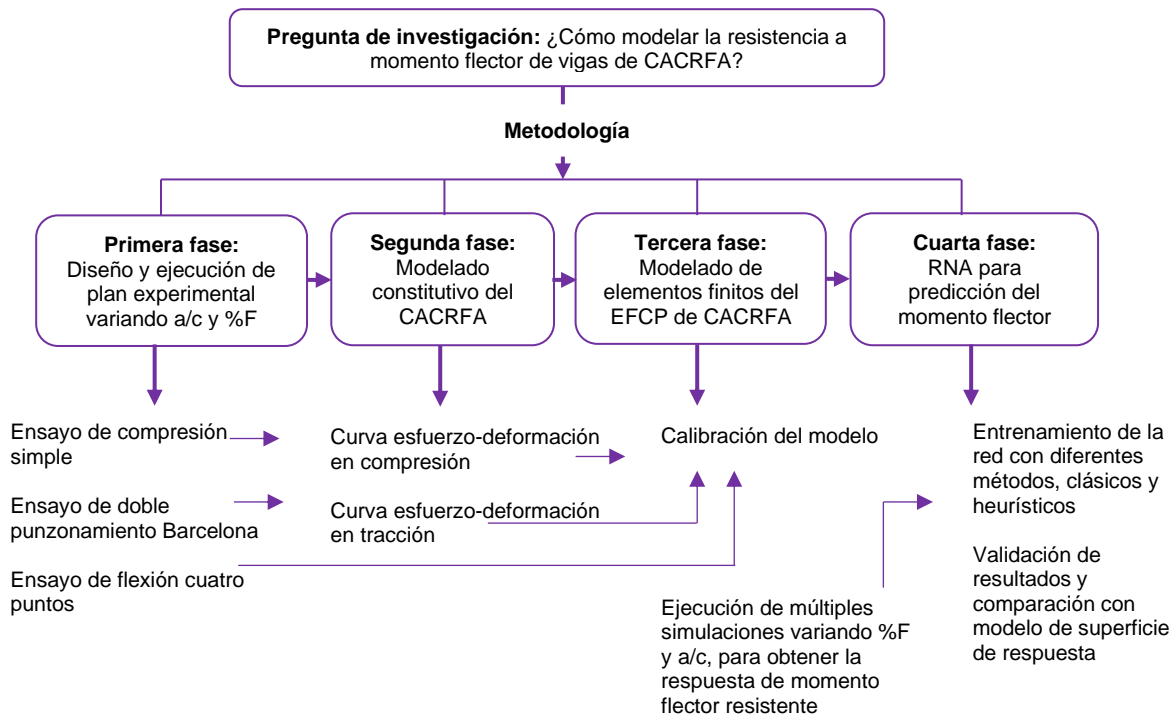 Pregunta de investigación: ¿Cómo modelar la resistencia a
momento flector de vigas de CACRFA?
Metodología
Primera fase:
Diseño y ejecución de
plan experimental
variando a/c y %F
Segunda fase:
Modelado
constitutivo del
CACRFA
Tercera fase:
Modelado de
elementos finitos del
EFCP de CACRFA
Cuarta fase:
RNA para
predicción del
momento flector
Ensayo de compresión
simple
Ensayo de doble
punzonamiento Barcelona
Ensayo de flexión cuatro
puntos
Curva esfuerzo-deformación
en compresión
Curva esfuerzo-deformación
en tracción
Calibración del modelo
Ejecución de múltiples
simulaciones variando %F
y a/c, para obtener la
respuesta de momento
flector resistente
Entrenamiento de la
red con diferentes
métodos, clásicos y
heurísticos
Validación de
resultados y
comparación con
modelo de superficie
de respuesta